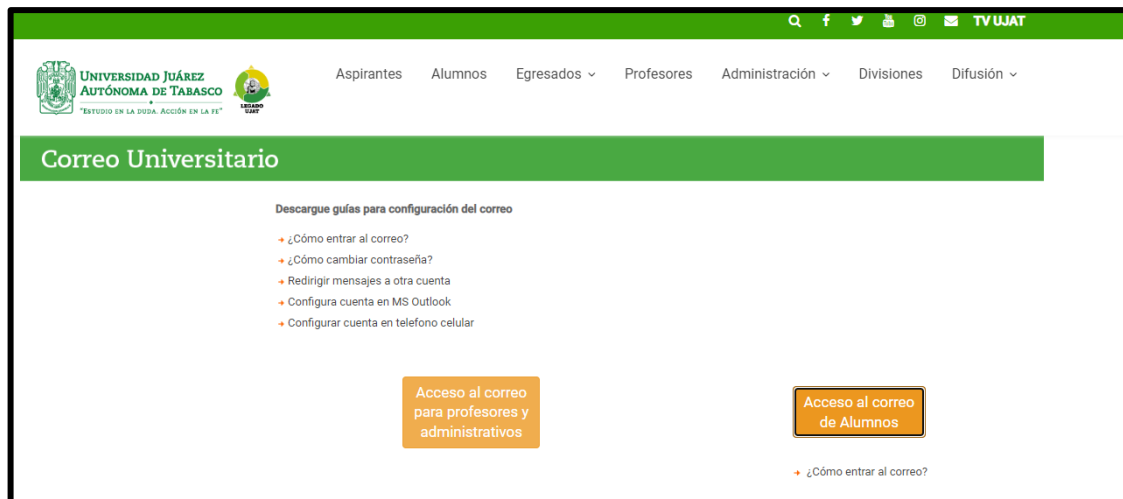 TV UJAT
UNIVERSIDAD JUÁREZ
AUTÓNOMA DE TABASCO
"ESTUDIO EN LA DUDA. ACCIÓN EN LA FE"
LEGADO
UJAT
Aspirantes Alumnos Egresados Profesores Administración Divisiones Difusión
Correo Universitario
Descargue guías para configuración del correo
¿Cómo entrar al correo?
¿Cómo cambiar contraseña?
Redirigir mensajes a otra cuenta
Configura cuenta en MS Outlook
Configurar cuenta en telefono celular
Acceso al correo
para profesores y
administrativos
Acceso al correo
de Alumnos
¿Cómo entrar al correo?